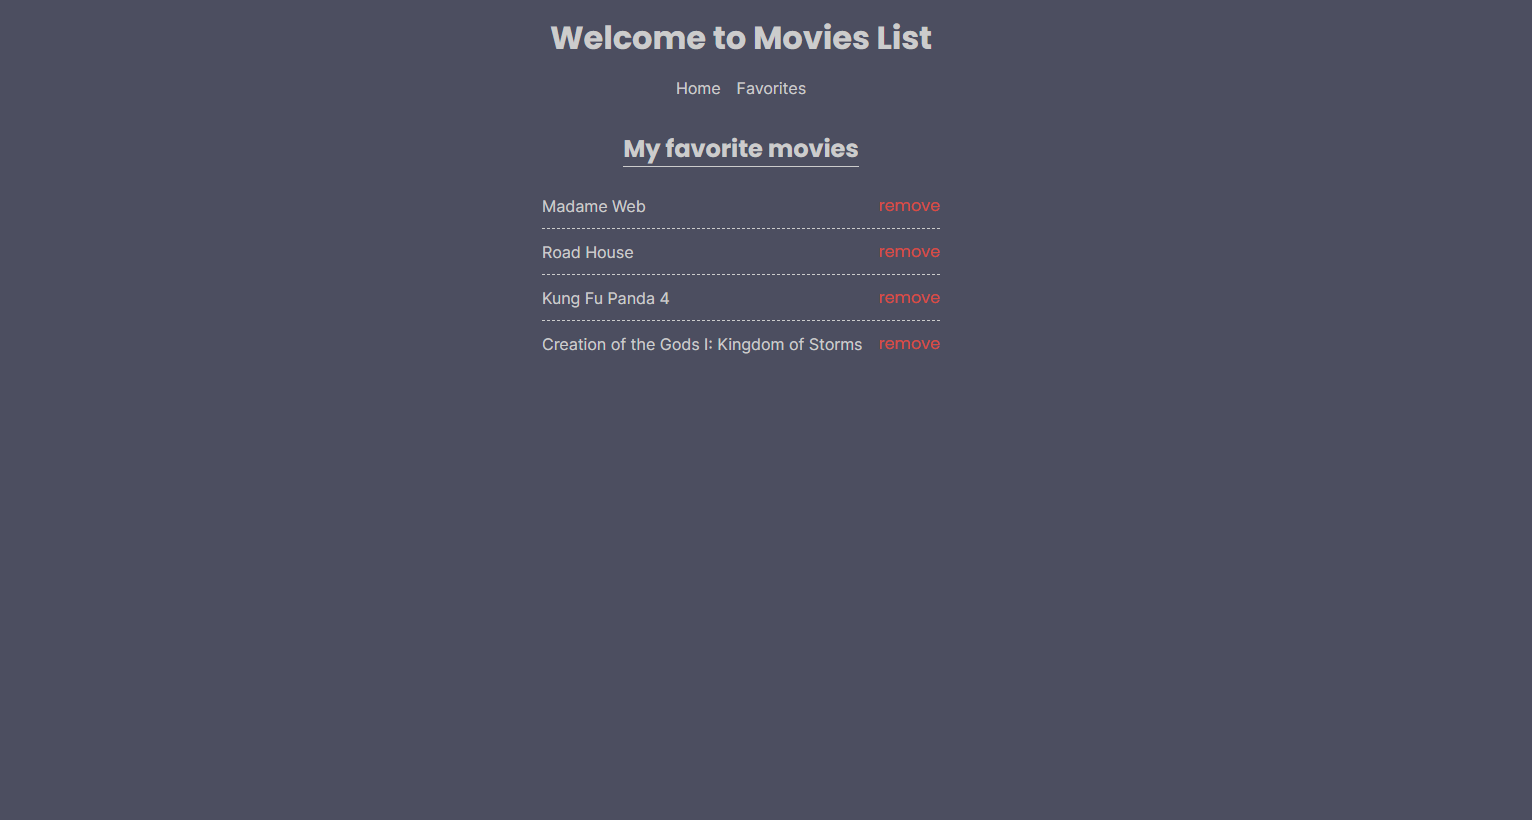 Welcome to Movies List
Home Favorites
My favorite movies
Madame Web remove
Road House remove
Kung Fu Panda 4 remove
Creation of the Gods I: Kingdom of Storms remove